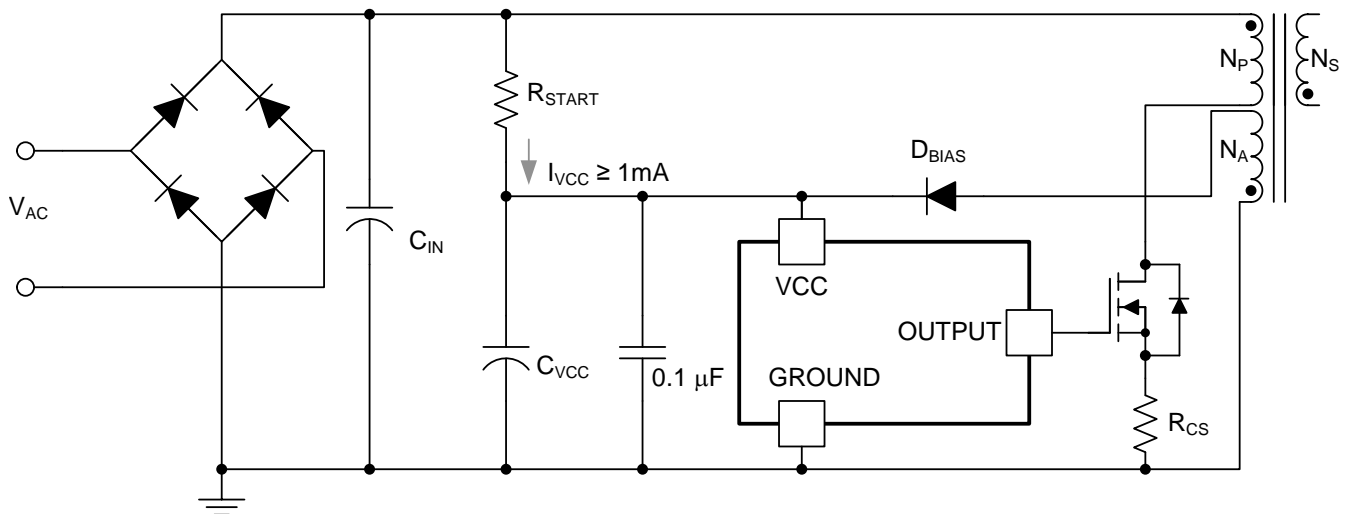 N_P
N_S
R_START
D_BIAS
N_A
I_VCC ≥ 1mA
V_AC
C_IN
VCC
OUTPUT
C_VCC
0.1 μF
GROUND
R_CS